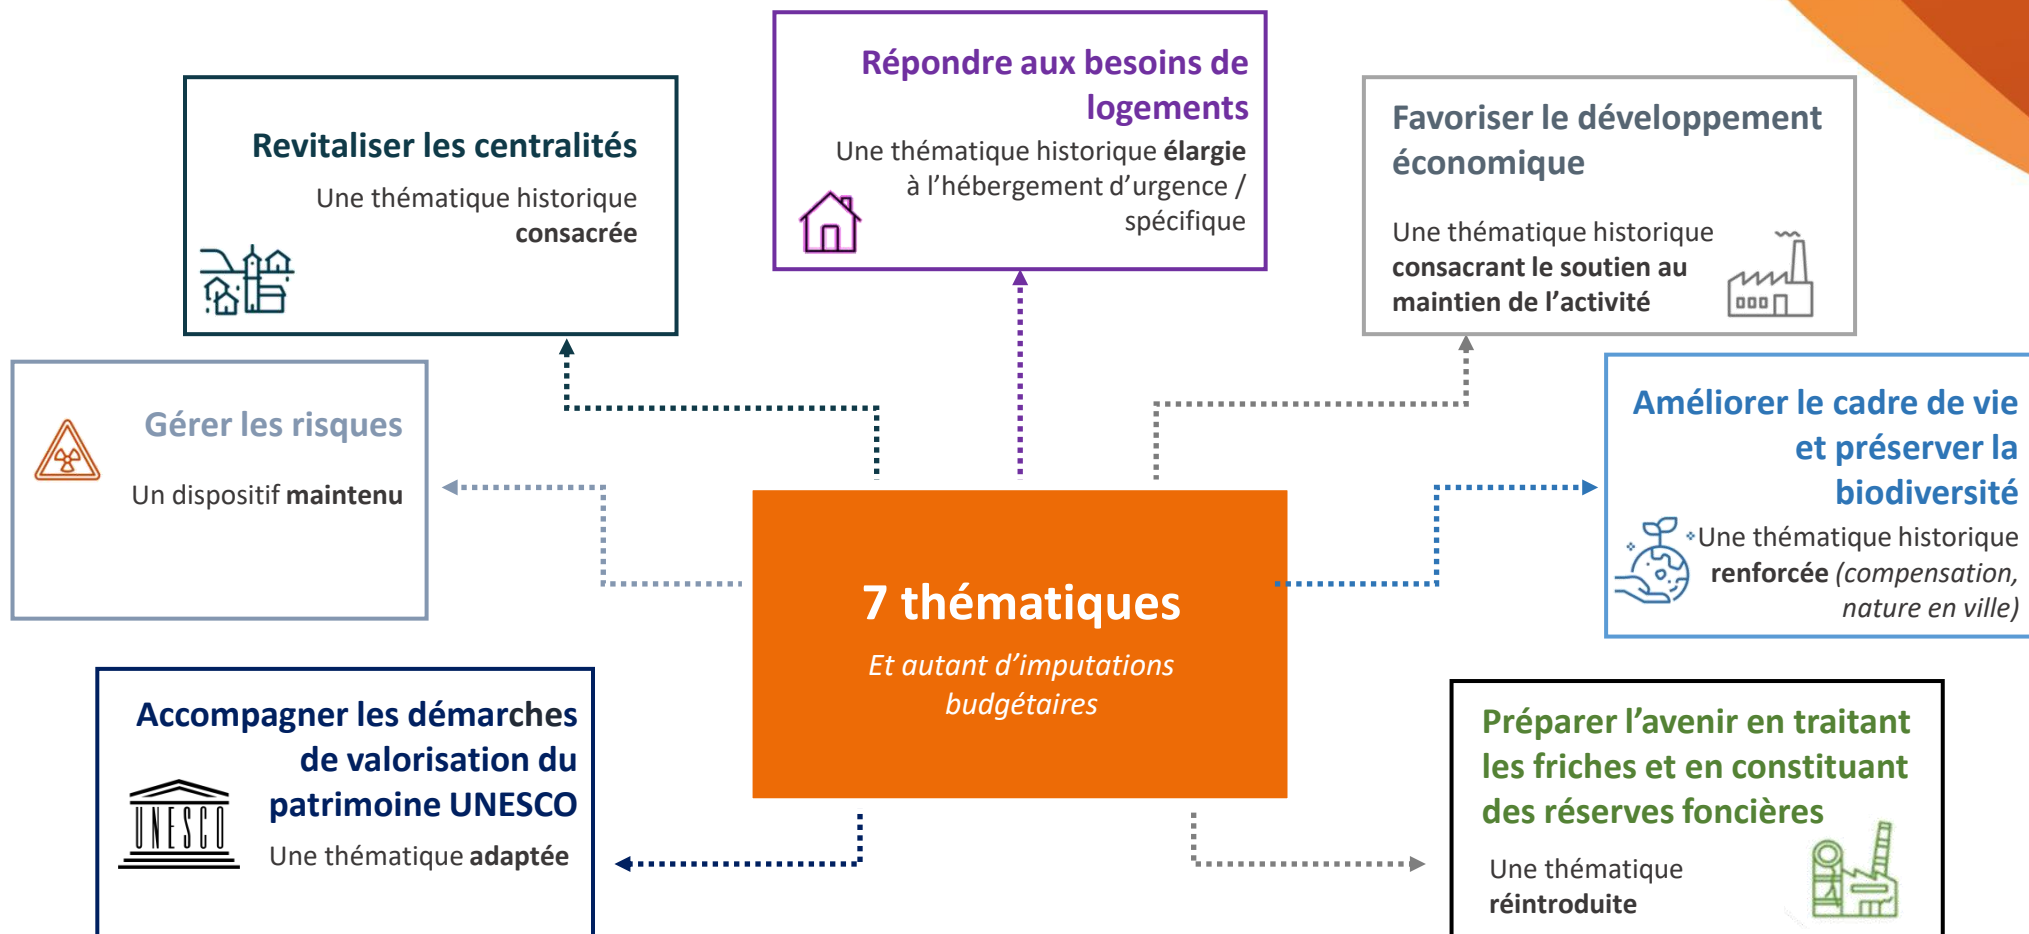 Répondre aux besoins de
logements
Une thématique historique élargie
à l'hébergement d'urgence /
spécifique
Revitaliser les centralités
Une thématique historique
consacrée
Favoriser le développement
économique
Une thématique historique
consacrant le soutien au
maintien de l'activité
Gérer les risques
Un dispositif maintenu
Améliorer le cadre de vie
et préserver la
biodiversité
Une thématique historique
renforcée (compensation,
nature en ville)
7 thématiques
Et autant d'imputations
budgétaires
Accompagner les démarches
de valorisation du
patrimoine UNESCO
UNESCO
Une thématique adaptée
Préparer l'avenir en traitant
les friches et en constituant
des réserves foncières
Une thématique
réintroduite